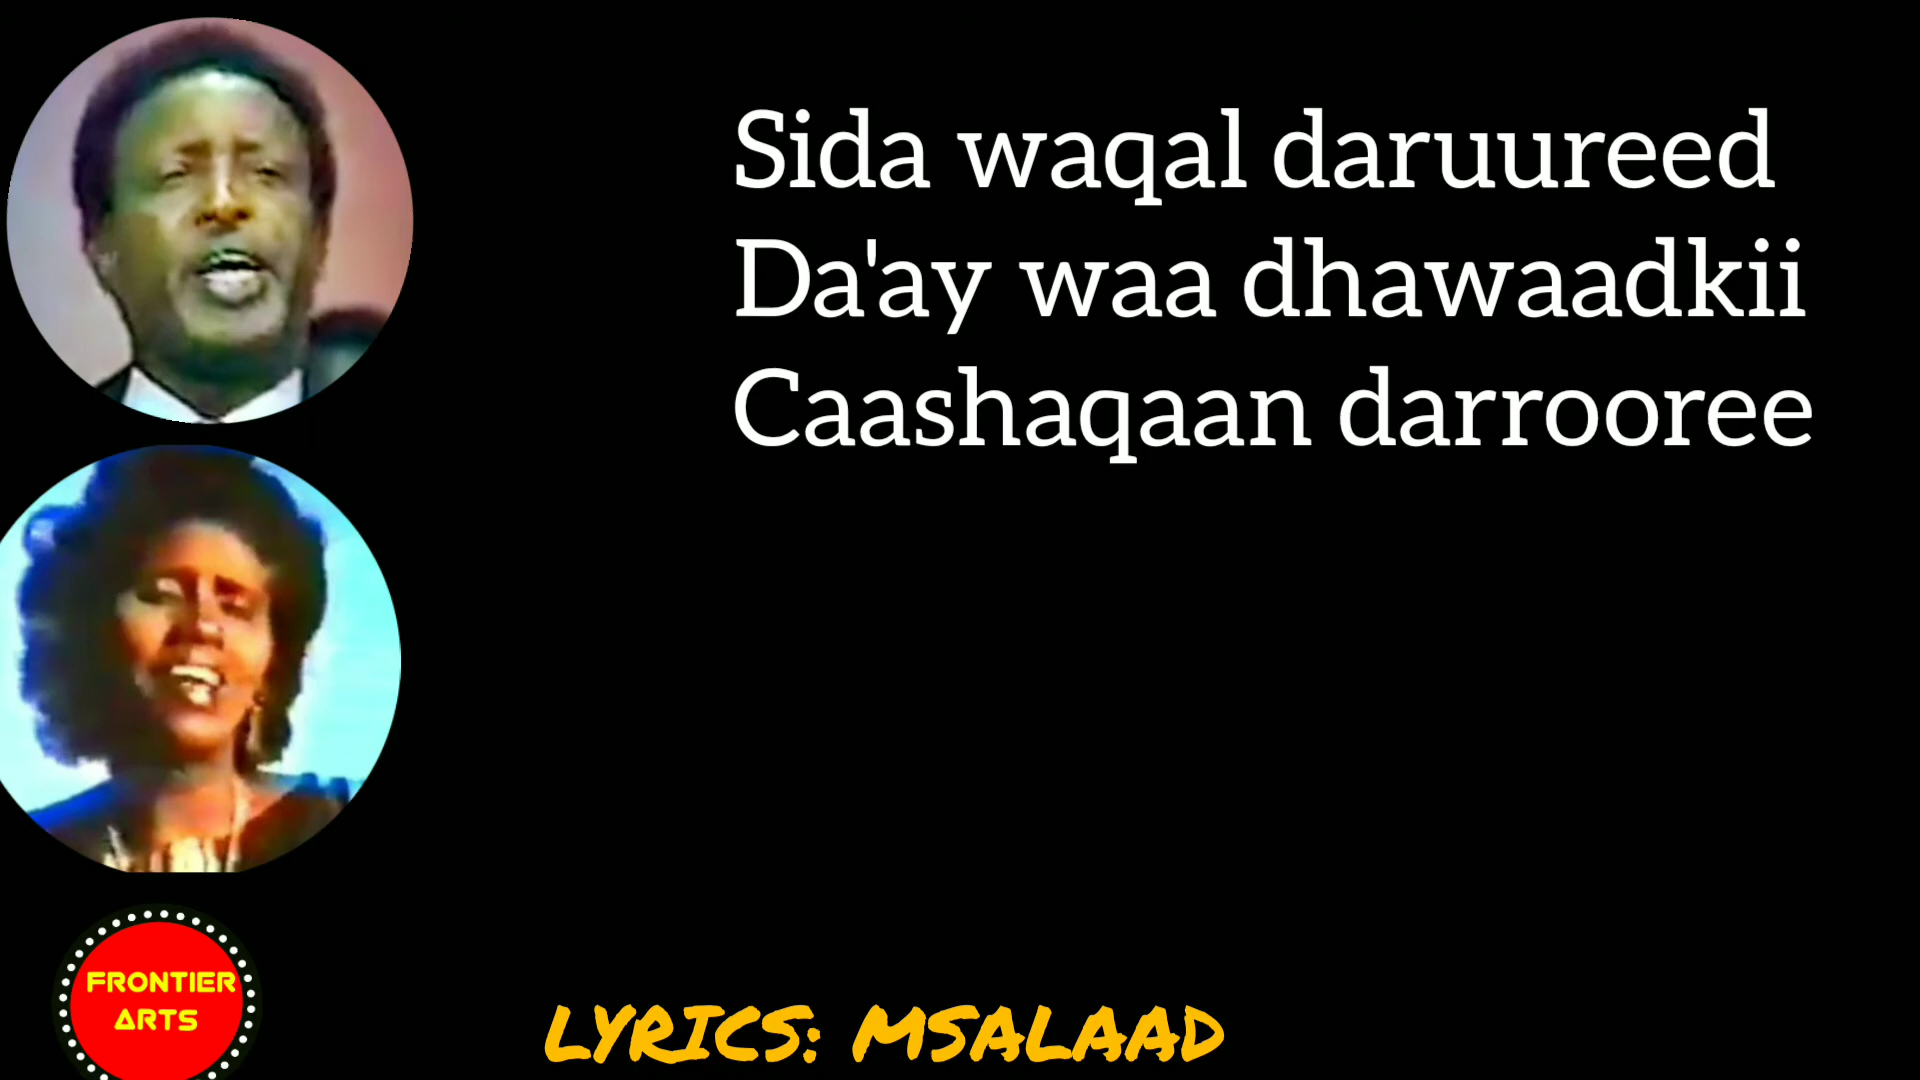 Sida waqal daruureed
Da'ay waa dhawaadkii
Caashaqaan darrooree
FRONTIER
ARTS
LYRICS: MSALAAD